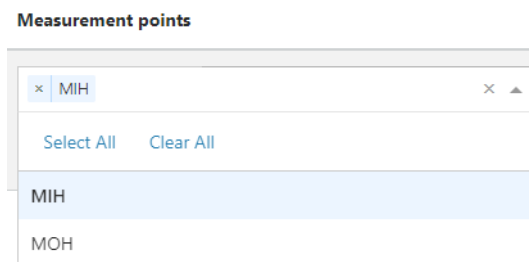 Measurement points
× MIH ×
Select All Clear All
MIH
MOH